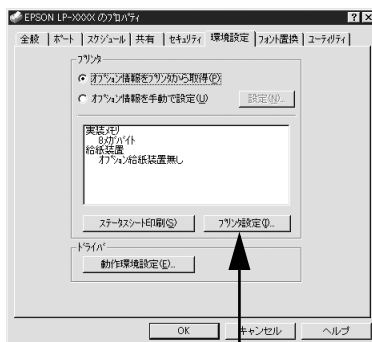 EPSON LP-XXXX のﾌﾟﾛﾊﾟﾃｨ
全般 ﾎﾟｰﾄ ｽｹｼﾞｭｰﾙ 共有 ｾｷｭﾘﾃｨ 環境設定 ﾌｫﾝﾄ置換 ﾕｰﾃｨﾘﾃｨ
ﾌﾟﾘﾝﾀ
ｵﾌﾟｼｮﾝ情報をﾌﾟﾘﾝﾀから取得(P)
ｵﾌﾟｼｮﾝ情報を手動で設定(U)
設定(N)...
実装ﾒﾓﾘ
8ﾒｶﾞﾊﾞｲﾄ
給紙装置
ｵﾌﾟｼｮﾝ給紙装置無し
ｽﾃｰﾀｽｼｰﾄ印刷(S)
ﾌﾟﾘﾝﾀ設定(I)...
ﾄﾞﾗｲﾊﾞ
動作環境設定(E)...
OK
ｷｬﾝｾﾙ
ﾍﾙﾌﾟ